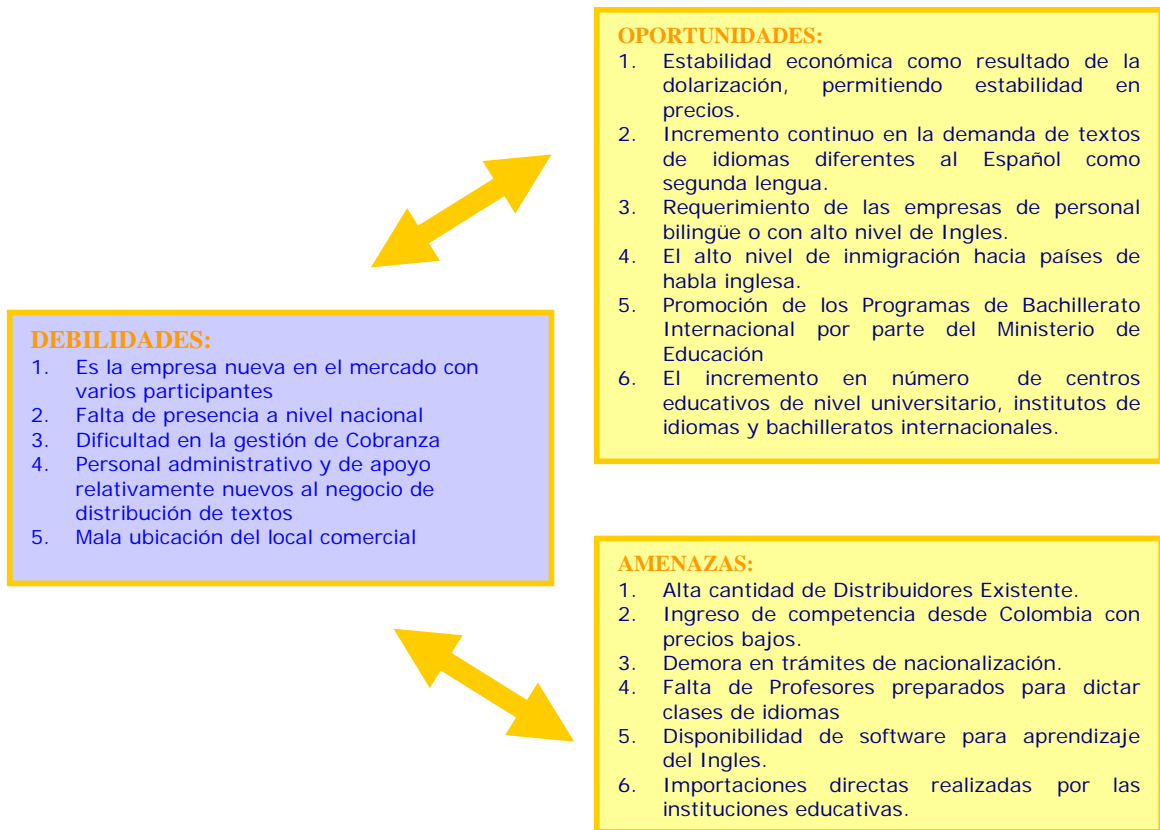 OPORTUNIDADES:
1. Estabilidad económica como resultado de la
dolarización, permitiendo estabilidad en
precios.
2. Incremento continuo en la demanda de textos
de idiomas diferentes al Español como
segunda lengua.
3. Requerimiento de las empresas de personal
bilingüe o con alto nivel de Ingles.
4. El alto nivel de inmigración hacia países de
habla inglesa.
5. Promoción de los Programas de Bachillerato
Internacional por parte del Ministerio de
Educación
6. El incremento en número de centros
educativos de nivel universitario, institutos de
idiomas y bachilleratos internacionales.
DEBILIDADES:
1. Es la empresa nueva en el mercado con
varios participantes
2. Falta de presencia a nivel nacional
3. Dificultad en la gestión de Cobranza
4. Personal administrativo y de apoyo
relativamente nuevos al negocio de
distribución de textos
5. Mala ubicación del local comercial
AMENAZAS:
1. Alta cantidad de Distribuidores Existente.
2. Ingreso de competencia desde Colombia con
precios bajos.
3. Demora en trámites de nacionalización.
4. Falta de Profesores preparados para dictar
clases de idiomas
5. Disponibilidad de software para aprendizaje
del Ingles.
6. Importaciones directas realizadas por las
instituciones educativas.